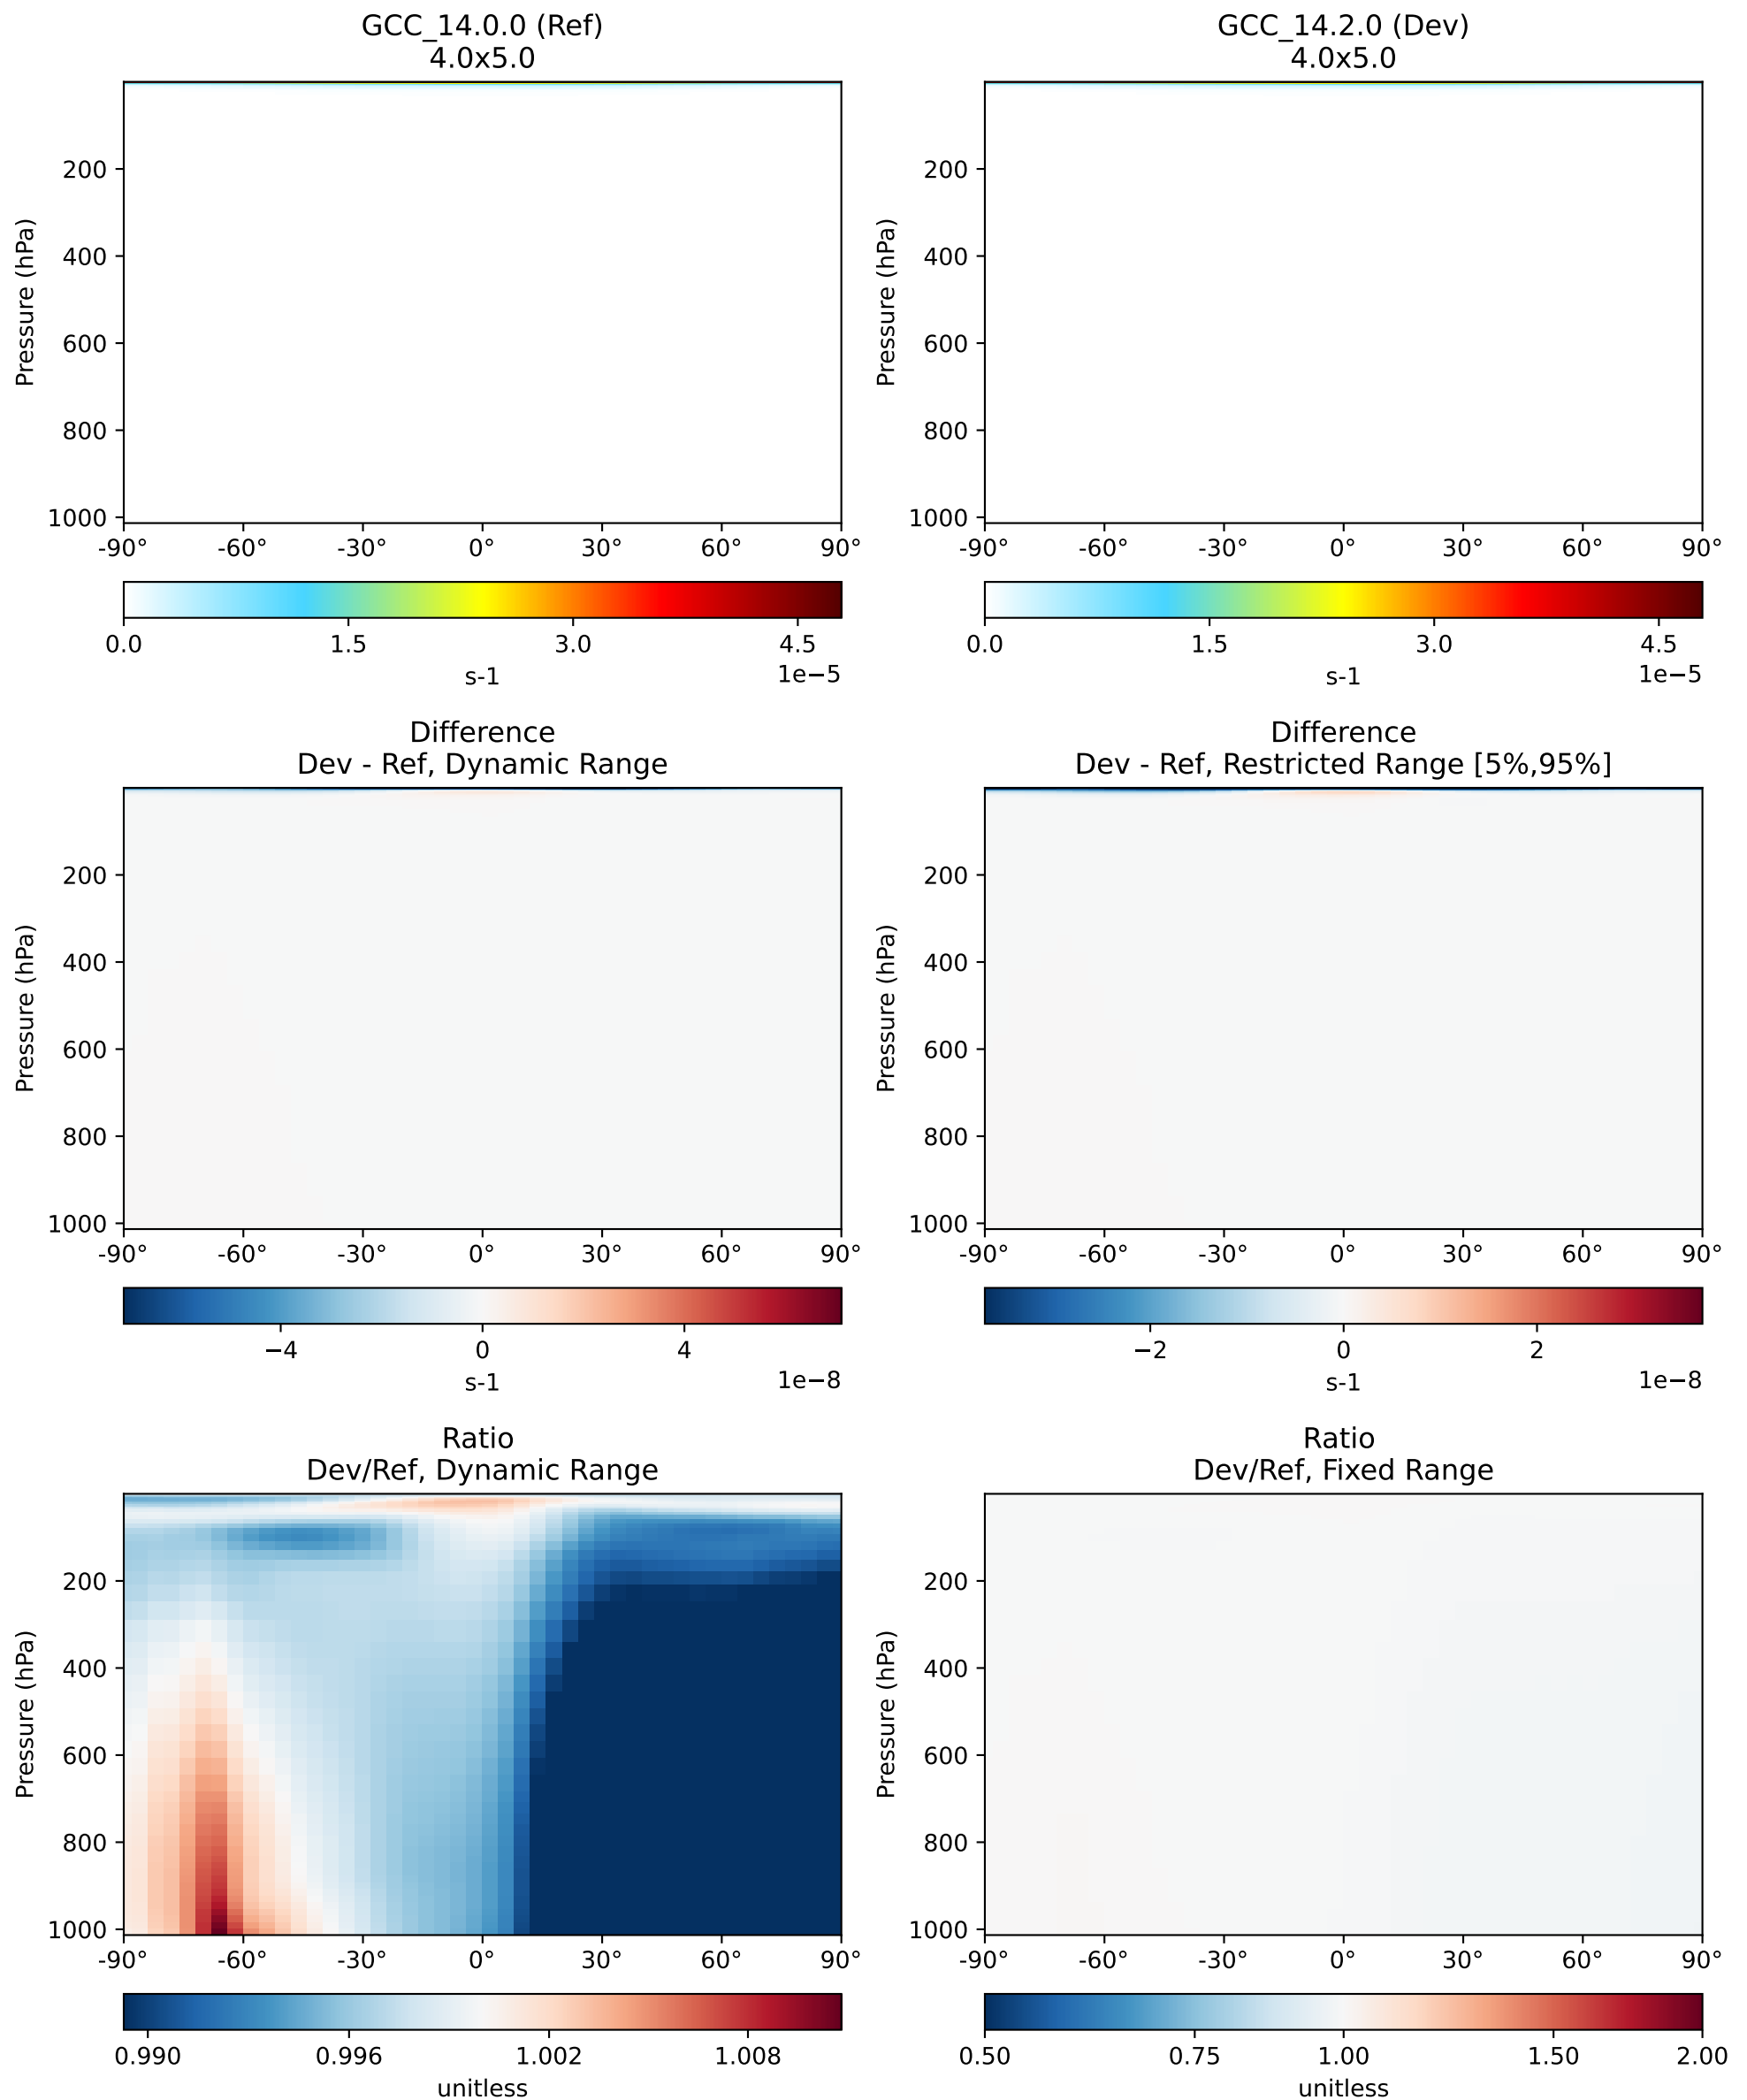 GCC_14.0.0 (Ref)
4.0x5.0
Pressure (hPa)
200
400
600
800
1000
-90° -60° -30° 0° 30° 60° 90°
0.0 1.5 3.0 4.5
1e−5
s-1
GCC_14.2.0 (Dev)
4.0x5.0
Pressure (hPa)
200
400
600
800
1000
-90° -60° -30° 0° 30° 60° 90°
0.0 1.5 3.0 4.5
1e−5
s-1
Difference
Dev - Ref, Dynamic Range
Pressure (hPa)
200
400
600
800
1000
-90° -60° -30° 0° 30° 60° 90°
−4 0 4
1e−8
s-1
Difference
Dev - Ref, Restricted Range [5%,95%]
Pressure (hPa)
200
400
600
800
1000
-90° -60° -30° 0° 30° 60° 90°
−2 0 2
1e−8
s-1
Ratio
Dev/Ref, Dynamic Range
Pressure (hPa)
200
400
600
800
1000
-90° -60° -30° 0° 30° 60° 90°
0.990 0.996 1.002 1.008
unitless
Ratio
Dev/Ref, Fixed Range
Pressure (hPa)
200
400
600
800
1000
-90° -60° -30° 0° 30° 60° 90°
0.50 0.75 1.00 1.50 2.00
unitless